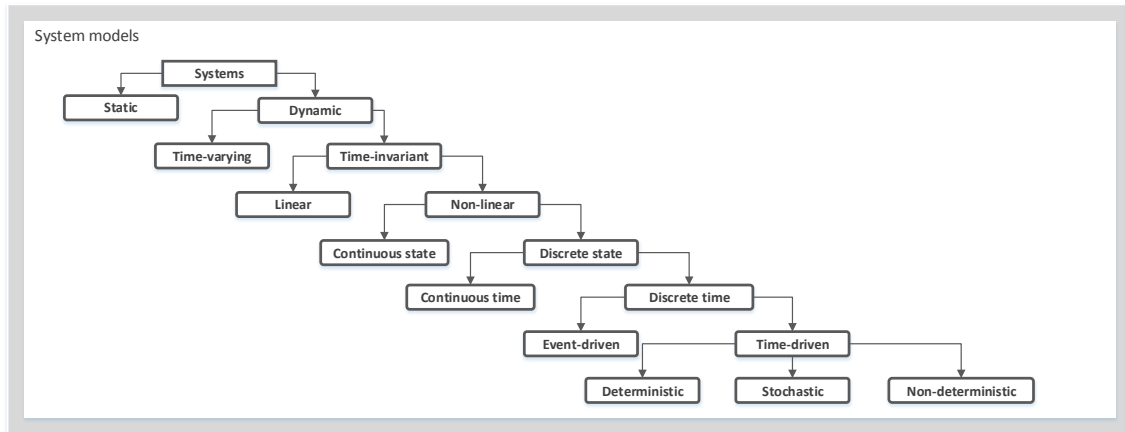 System models
Systems
Static
Dynamic
Time-varying
Time-invariant
Linear
Non-linear
Continuous state
Discrete state
Continuous time
Discrete time
Event-driven
Time-driven
Deterministic
Stochastic
Non-deterministic